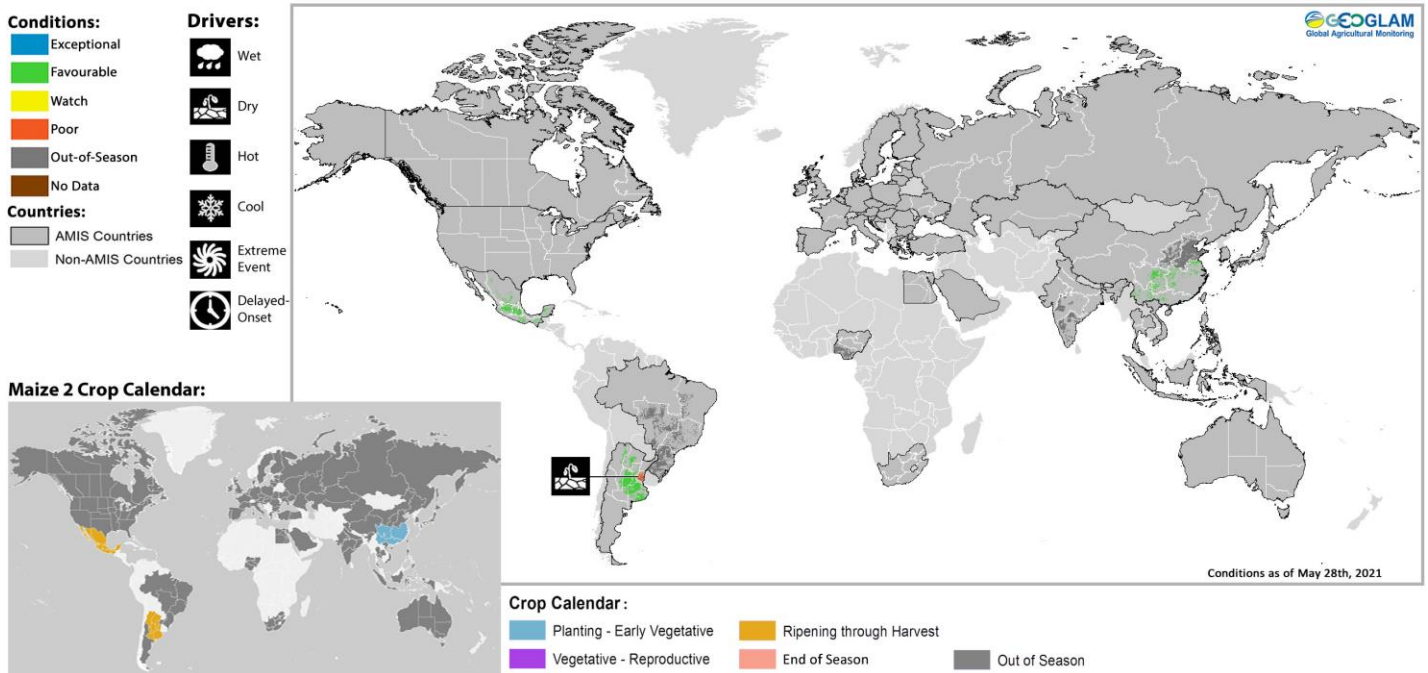 Conditions:
Exceptional
Favourable
Watch
Poor
Out-of-Season
No Data
Countries:
AMIS Countries
Non-AMIS Countries
Drivers:
Wet
Dry
Hot
Cool
Extreme
Event
Delayed-
Onset
GEOGLAM
Global Agricultural Monitoring
Conditions as of May 28th, 2021
Maize 2 Crop Calendar:
Crop Calendar :
Planting - Early Vegetative
Ripening through Harvest
Vegetative - Reproductive
End of Season
Out of Season